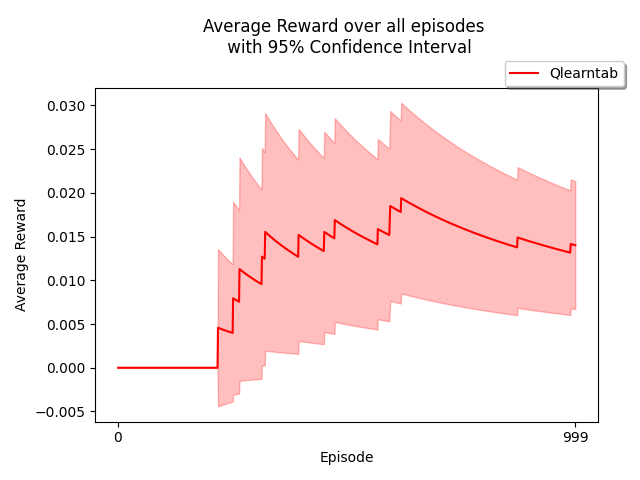 Average Reward over all episodes
with 95% Confidence Interval
Qlearntab
0.030
0.025
0.020
0.015
0.010
0.005
0.000
−0.005
Average Reward
0
999
Episode